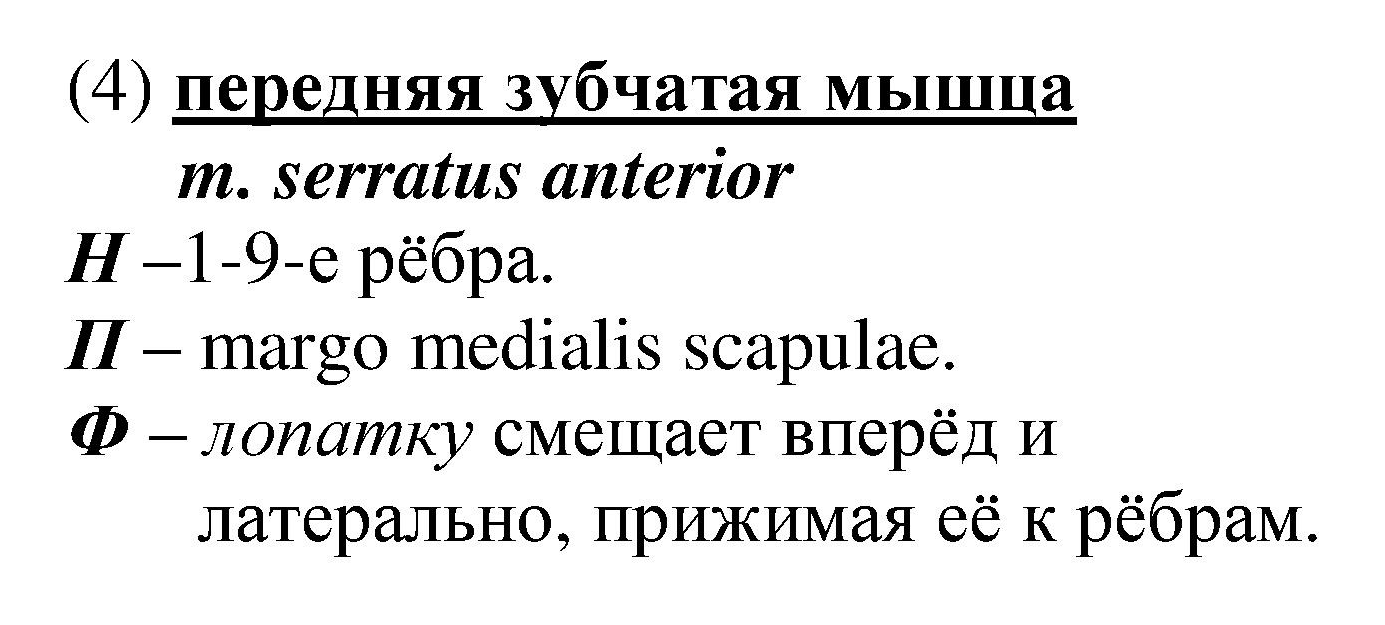 (4) передняя зубчатая мышца
m. serratus anterior
Н –1-9-е рёбра.
П – margo medialis scapulae.
Ф – лопатку смещает вперёд и
латерально, прижимая её к рёбрам.